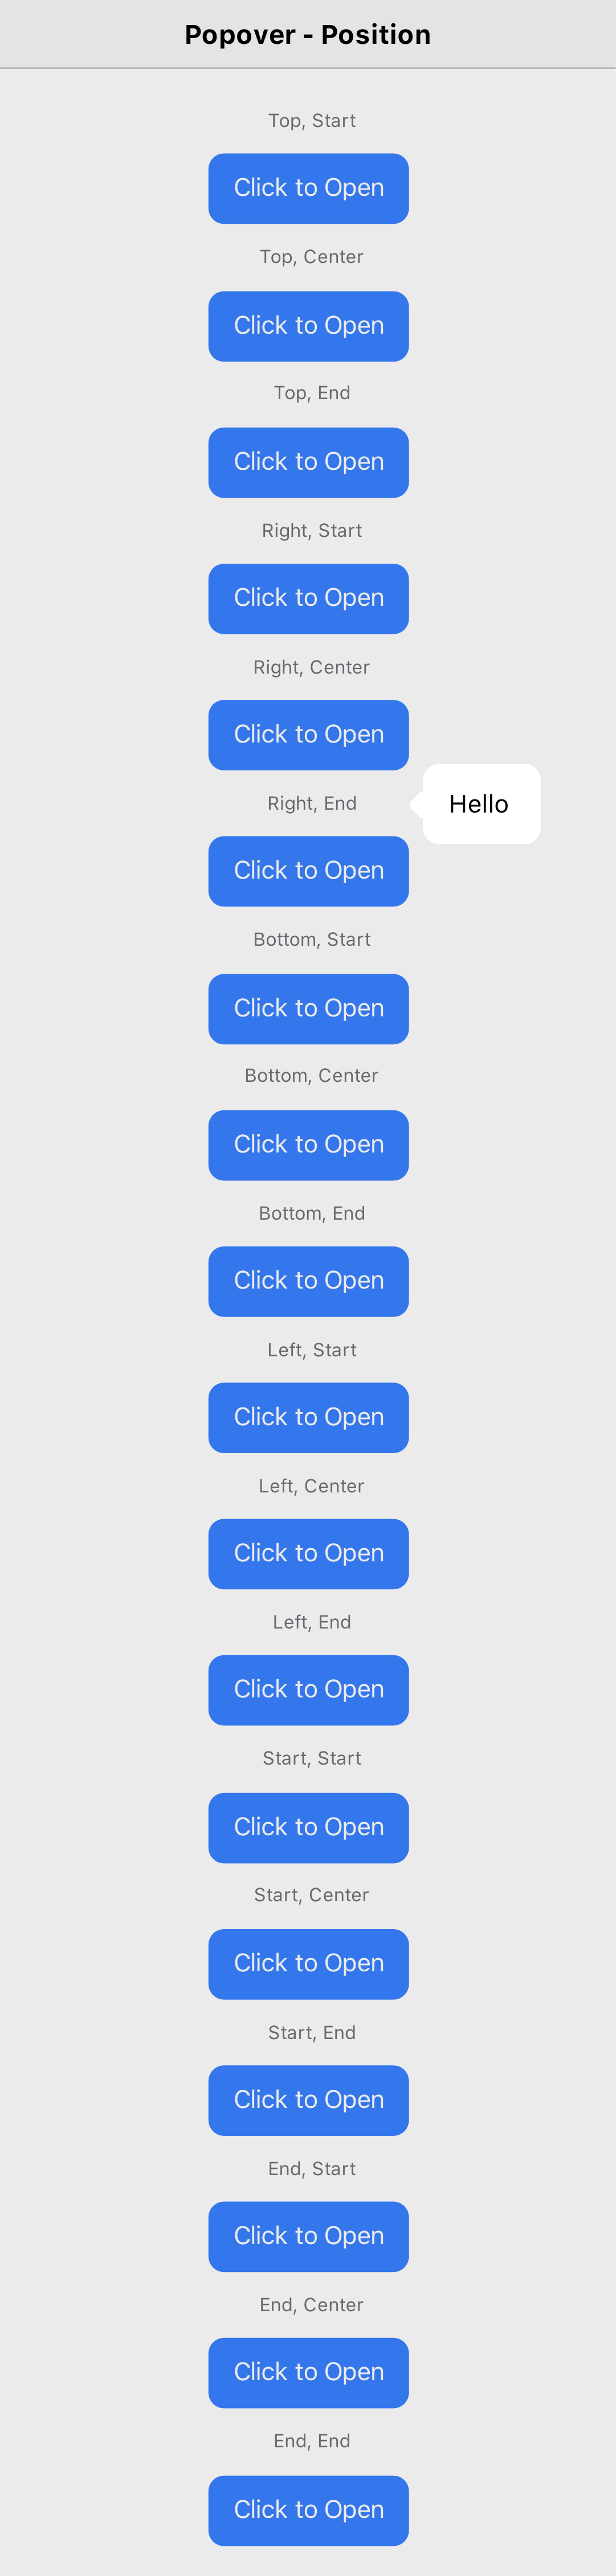 Popover - Position
Top, Start
Click to Open
Top, Center
Click to Open
Top, End
Click to Open
Right, Start
Click to Open
Right, Center
Click to Open
Right, End
Hello
Click to Open
Bottom, Start
Click to Open
Bottom, Center
Click to Open
Bottom, End
Click to Open
Left, Start
Click to Open
Left, Center
Click to Open
Left, End
Click to Open
Start, Start
Click to Open
Start, Center
Click to Open
Start, End
Click to Open
End, Start
Click to Open
End, Center
Click to Open
End, End
Click to Open